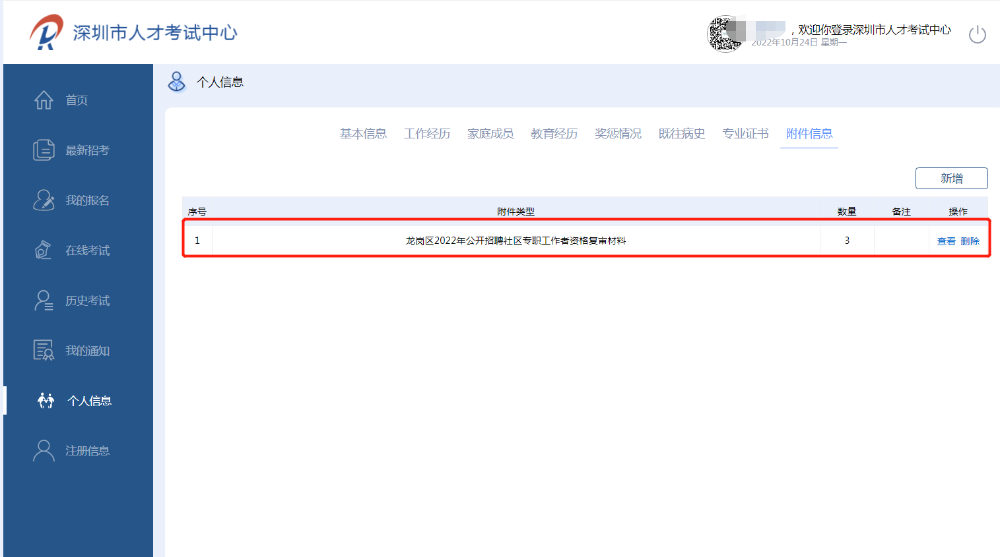 深圳市人才考试中心
，欢迎你登录深圳市人才考试中心
2022年10月24日 星期一
首页
最新招考
我的报名
在线考试
历史考试
我的通知
个人信息
注册信息
个人信息
基本信息 工作经历 家庭成员 教育经历 奖惩情况 既往病史 专业证书 附件信息
新增
序号 附件类型 数量 备注 操作
1 龙岗区2022年公开招聘社区专职工作者资格复审材料 3 查看 删除